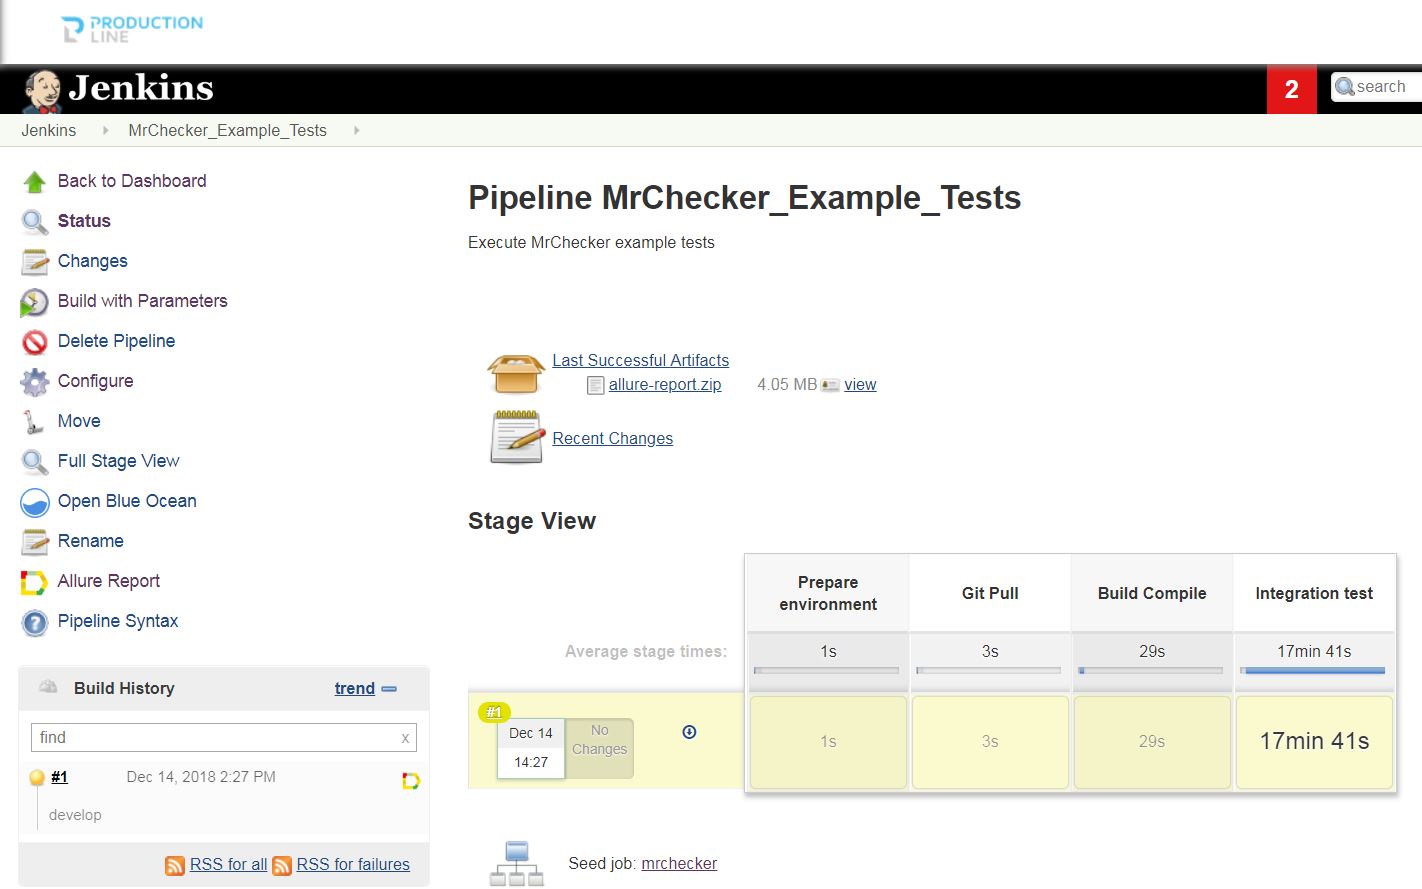 PRODUCTION
LINE
Jenkins
2
search
Jenkins
MrChecker_Example_Tests
Back to Dashboard
Status
Changes
Build with Parameters
Delete Pipeline
Configure
Move
Full Stage View
Open Blue Ocean
Rename
Allure Report
Pipeline Syntax
Build History
trend
find
x
#1
Dec 14, 2018 2:27 PM
develop
RSS for all
RSS for failures
Pipeline MrChecker_Example_Tests
Execute MrChecker example tests
Last Successful Artifacts
allure-report.zip
4.05 MB
view
Recent Changes
Stage View
Prepare
environment
Git Pull
Build Compile
Integration test
Average stage times:
1s
3s
29s
17min 41s
#1
Dec 14
14:27
No
Changes
1s
3s
29s
17min 41s
Seed job: mrchecker